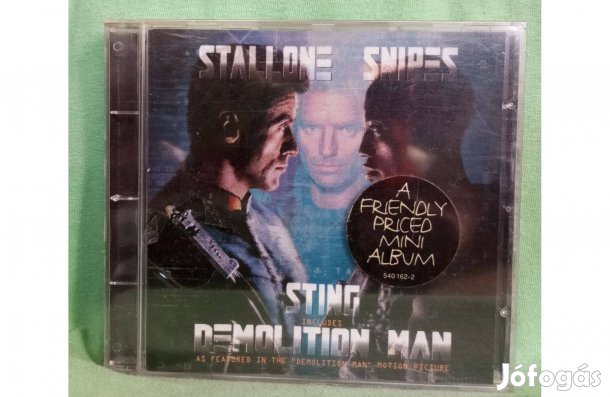 STALLONE SNIPES
A
FRIENDLY
PRICED
MINI
ALBUM
540 162-2
STING
INCLUDES
DEMOLITION MAN
AS FEATURED IN THE "DEMOLITION MAN" MOTION PICTURE
Jófogás